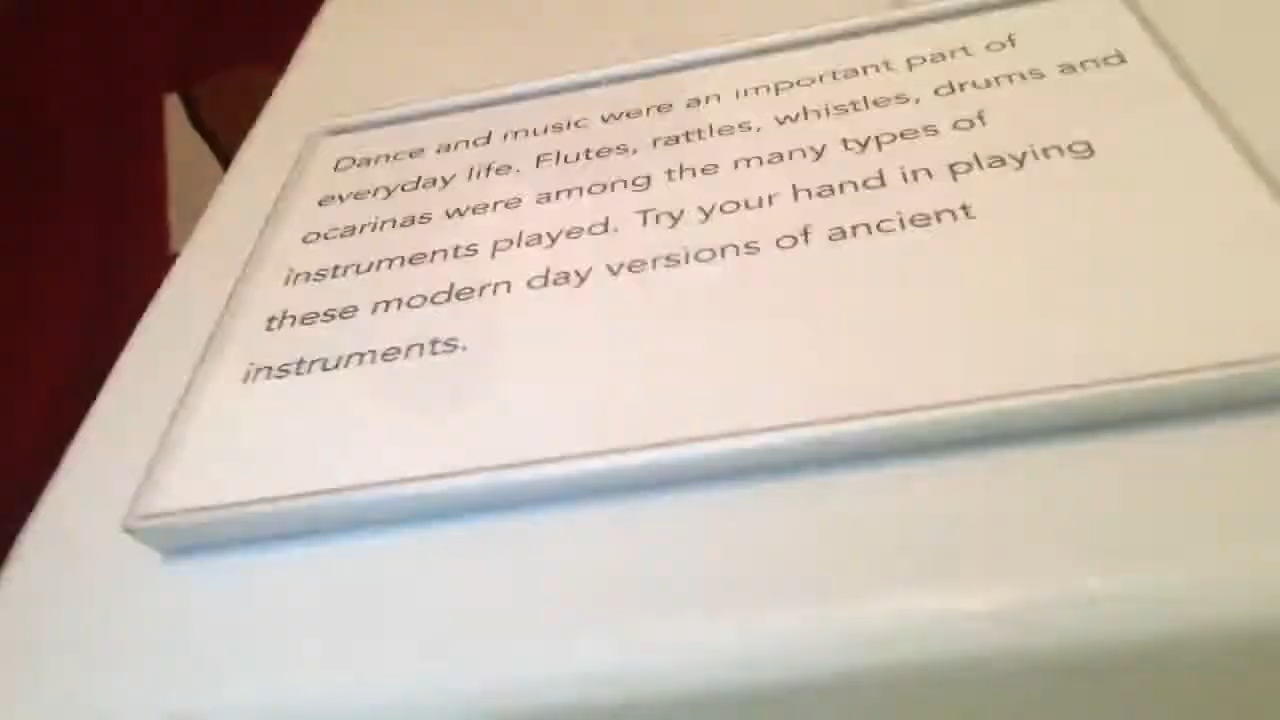 Dance and music were an important part of
everyday life. Flutes, rattles, whistles, drums and
ocarinas were among the many types of
instruments played. Try your hand in playing
these modern day versions of ancient
instruments.